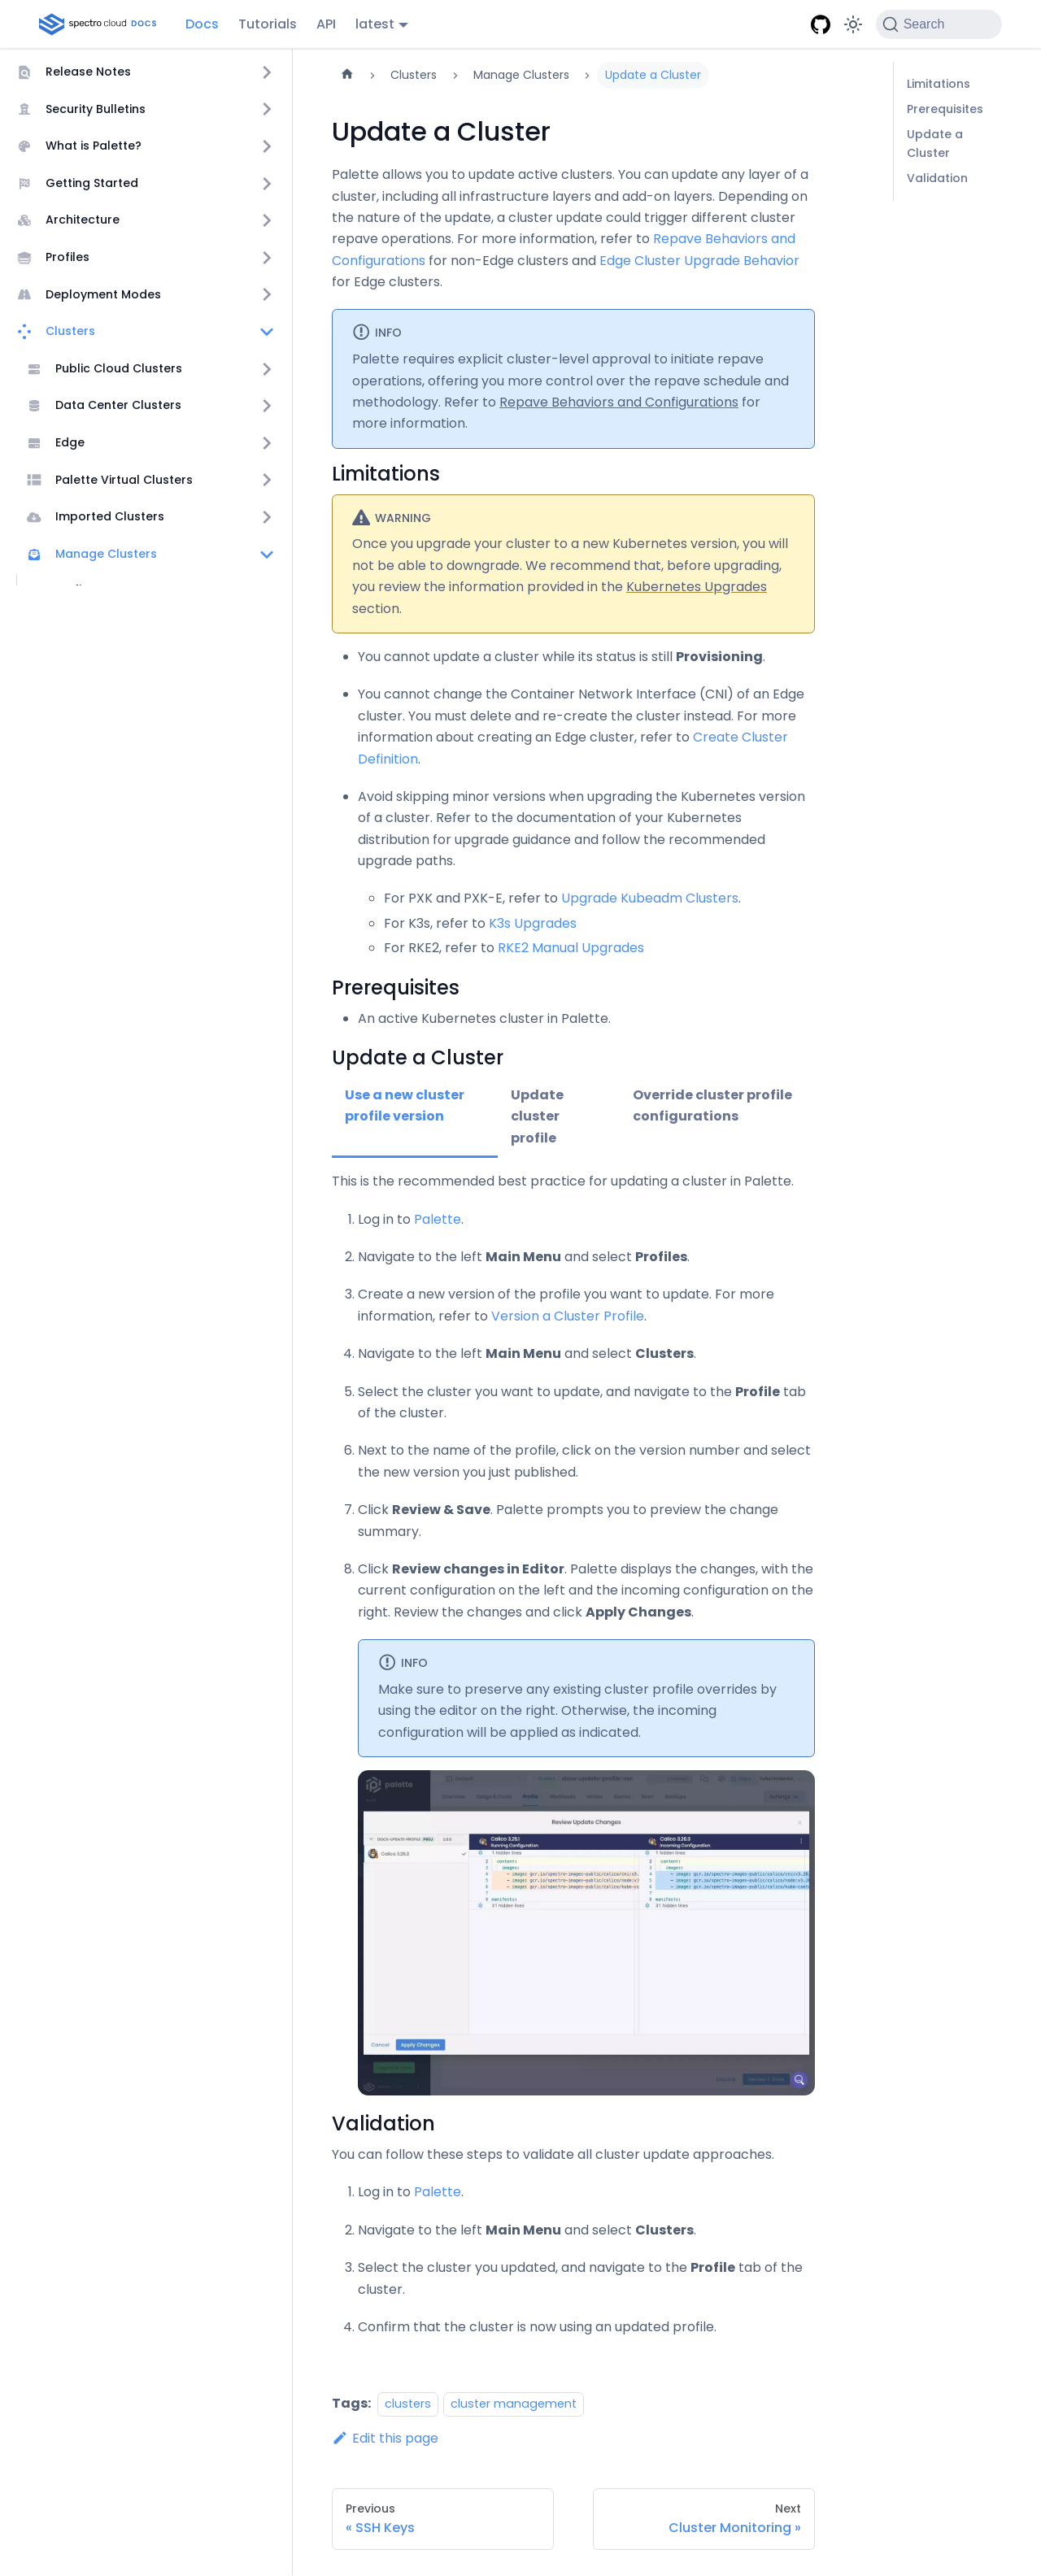 spectro cloud DOCS
Docs
Tutorials
API
latest
Search
Release Notes
Security Bulletins
What is Palette?
Getting Started
Architecture
Profiles
Deployment Modes
Clusters
Public Cloud Clusters
Data Center Clusters
Edge
Palette Virtual Clusters
Imported Clusters
Manage Clusters
Clusters
Manage Clusters
Update a Cluster
Update a Cluster
Palette allows you to update active clusters. You can update any layer of a
cluster, including all infrastructure layers and add-on layers. Depending on
the nature of the update, a cluster update could trigger different cluster
repave operations. For more information, refer to Repave Behaviors and
Configurations for non-Edge clusters and Edge Cluster Upgrade Behavior
for Edge clusters.
INFO
Palette requires explicit cluster-level approval to initiate repave
operations, offering you more control over the repave schedule and
methodology. Refer to Repave Behaviors and Configurations for
more information.
Limitations
WARNING
Once you upgrade your cluster to a new Kubernetes version, you will
not be able to downgrade. We recommend that, before upgrading,
you review the information provided in the Kubernetes Upgrades
section.
You cannot update a cluster while its status is still Provisioning.
You cannot change the Container Network Interface (CNI) of an Edge
cluster. You must delete and re-create the cluster instead. For more
information about creating an Edge cluster, refer to Create Cluster
Definition.
Avoid skipping minor versions when upgrading the Kubernetes version
of a cluster. Refer to the documentation of your Kubernetes
distribution for upgrade guidance and follow the recommended
upgrade paths.
For PXK and PXK-E, refer to Upgrade Kubeadm Clusters.
For K3s, refer to K3s Upgrades
For RKE2, refer to RKE2 Manual Upgrades
Prerequisites
An active Kubernetes cluster in Palette.
Update a Cluster
Use a new cluster
profile version
Update
cluster
profile
Override cluster profile
configurations
This is the recommended best practice for updating a cluster in Palette.
1. Log in to Palette.
2. Navigate to the left Main Menu and select Profiles.
3. Create a new version of the profile you want to update. For more
information, refer to Version a Cluster Profile.
4. Navigate to the left Main Menu and select Clusters.
5. Select the cluster you want to update, and navigate to the Profile tab
of the cluster.
6. Next to the name of the profile, click on the version number and select
the new version you just published.
7. Click Review & Save. Palette prompts you to preview the change
summary.
8. Click Review changes in Editor. Palette displays the changes, with the
current configuration on the left and the incoming configuration on the
right. Review the changes and click Apply Changes.
INFO
Make sure to preserve any existing cluster profile overrides by
using the editor on the right. Otherwise, the incoming
configuration will be applied as indicated.
palette
Review Update Changes
Calico 3.26.1
Running Configuration
Calico 3.26.3
Incoming Configuration
1 hidden lines
1 hidden lines
content:
images:
content:
images:
manifests:
31 hidden lines
manifests:
31 hidden lines
Cancel
Apply Changes
Validation
You can follow these steps to validate all cluster update approaches.
1. Log in to Palette.
2. Navigate to the left Main Menu and select Clusters.
3. Select the cluster you updated, and navigate to the Profile tab of the
cluster.
4. Confirm that the cluster is now using an updated profile.
Tags:
clusters
cluster management
Edit this page
Previous
« SSH Keys
Next
Cluster Monitoring »
Limitations
Prerequisites
Update a
Cluster
Validation